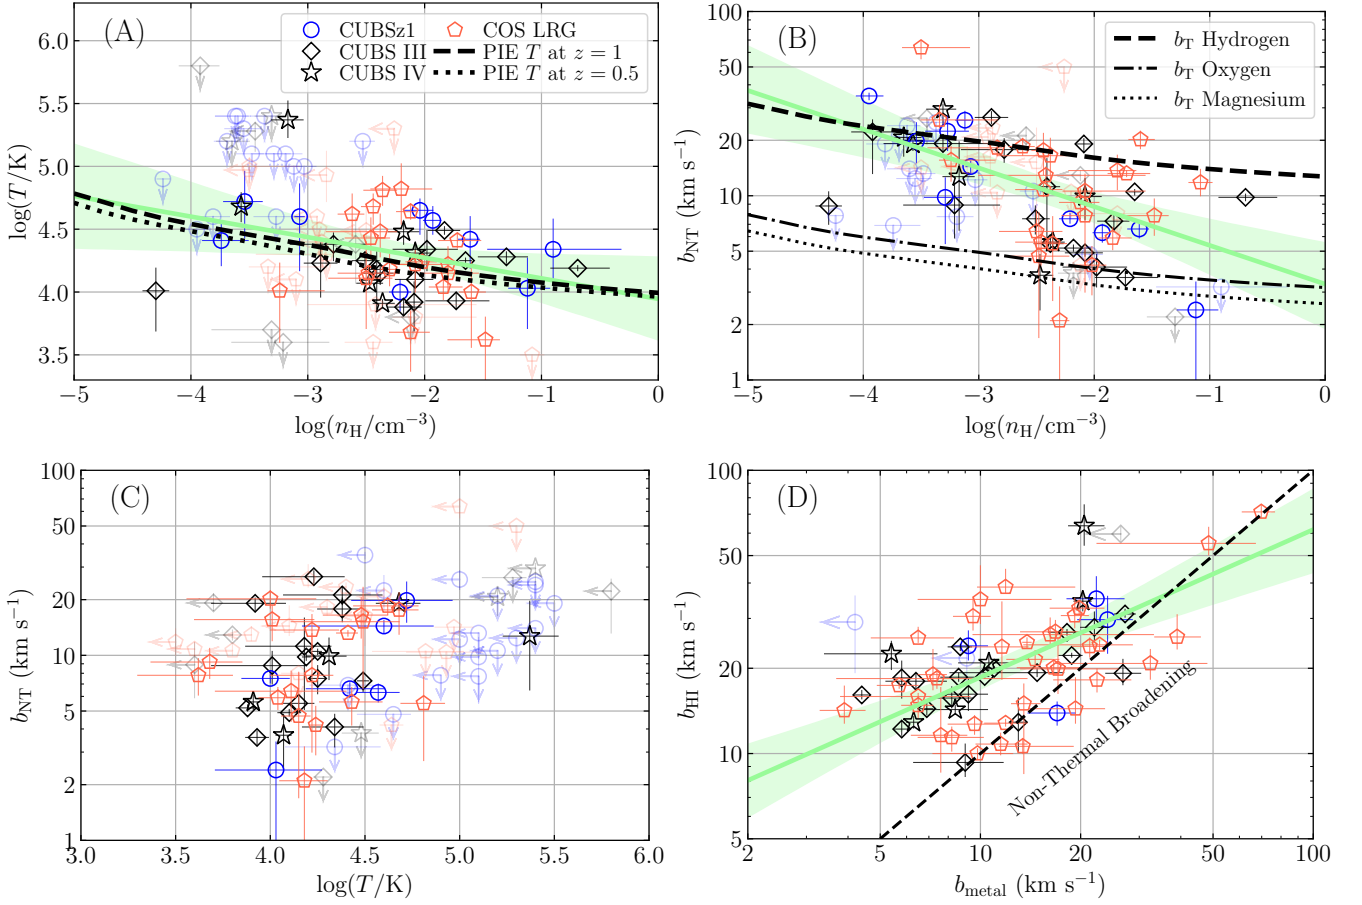 (A)
CUBSz1
CUBS III
CUBS IV
COS LRG
PIE T at z = 1
PIE T at z = 0.5
6.0
5.5
5.0
4.5
4.0
3.5
log(T/K)
−5
−4
−3
−2
−1
0
log(n_H/cm^−3)
(B)
b_T Hydrogen
b_T Oxygen
b_T Magnesium
100
50
20
10
5
2
1
b_NT (km s^−1)
−5
−4
−3
−2
−1
0
log(n_H/cm^−3)
(C)
100
50
20
10
5
2
1
b_NT (km s^−1)
3.0
3.5
4.0
4.5
5.0
5.5
6.0
log(T/K)
(D)
100
50
20
10
5
b_HI (km s^−1)
Non-Thermal Broadening
2
5
10
20
50
100
b_metal (km s^−1)